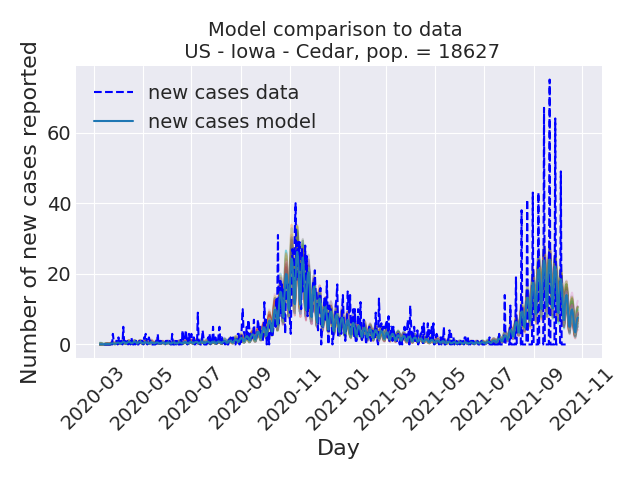 Model comparison to data
US - Iowa - Cedar, pop. = 18627
new cases data
new cases model
Number of new cases reported
60
40
20
0
2020-03
2020-05
2020-07
2020-09
2020-11
2021-01
2021-03
2021-05
2021-07
2021-09
2021-11
Day